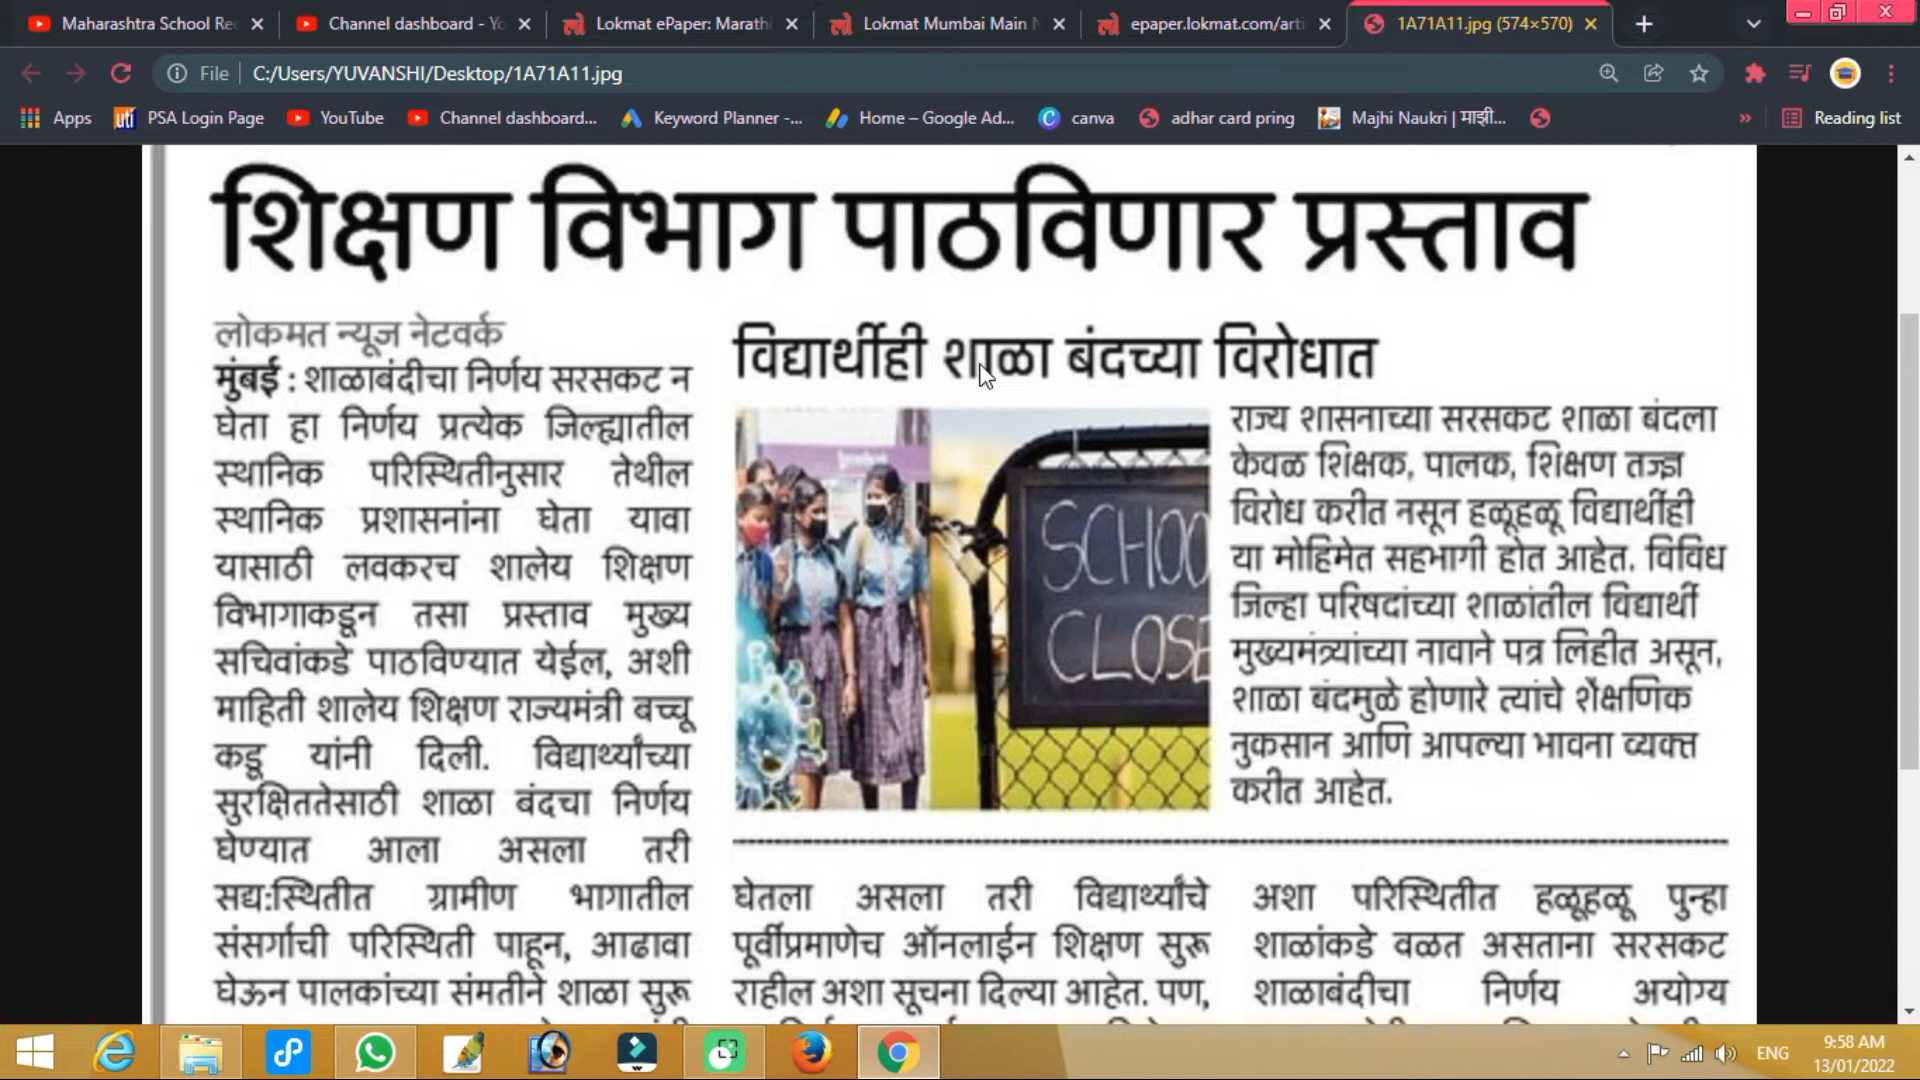 Maharashtra School Re
Channel dashboard - Yo
Lokmat ePaper: Marathi
Lokmat Mumbai Main N
epaper.lokmat.com/arti
1A71A11.jpg (574×570)
File
C:/Users/YUVANSHI/Desktop/1A71A11.jpg
Apps
uti
PSA Login Page
YouTube
Channel dashboard...
Keyword Planner -...
Home – Google Ad...
canva
adhar card pring
Majhi Naukri | माझी...
»
Reading list
शिक्षण विभाग पाठविणार प्रस्ताव
लोकमत न्यूज नेटवर्क
मुंबई : शाळाबंदीचा निर्णय सरसकट न
घेता हा निर्णय प्रत्येक जिल्ह्यातील
स्थानिक परिस्थितीनुसार तेथील
स्थानिक प्रशासनांना घेता यावा
यासाठी लवकरच शालेय शिक्षण
विभागाकडून तसा प्रस्ताव मुख्य
सचिवांकडे पाठविण्यात येईल, अशी
माहिती शालेय शिक्षण राज्यमंत्री बच्चू
कडू यांनी दिली. विद्यार्थ्यांच्या
सुरक्षिततेसाठी शाळा बंदचा निर्णय
घेण्यात आला असला तरी
सद्य:स्थितीत ग्रामीण भागातील
संसर्गाची परिस्थिती पाहून, आढावा
घेऊन पालकांच्या संमतीने शाळा सुरू
विद्यार्थीही शाळा बंदच्या विरोधात
SCHOO
CLOSE
राज्य शासनाच्या सरसकट शाळा बंदला
केवळ शिक्षक, पालक, शिक्षण तज्ज्ञ
विरोध करीत नसून हळूहळू विद्यार्थीही
या मोहिमेत सहभागी होत आहेत. विविध
जिल्हा परिषदांच्या शाळांतील विद्यार्थी
मुख्यमंत्र्यांच्या नावाने पत्र लिहीत असून,
शाळा बंदमुळे होणारे त्यांचे शैक्षणिक
नुकसान आणि आपल्या भावना व्यक्त
करीत आहेत.
घेतला असला तरी विद्यार्थ्यांचे
पूर्वीप्रमाणेच ऑनलाईन शिक्षण सुरू
राहील अशा सूचना दिल्या आहेत. पण,
अशा परिस्थितीत हळूहळू पुन्हा
शाळांकडे वळत असताना सरसकट
शाळाबंदीचा निर्णय अयोग्य
ENG
9:58 AM
13/01/2022